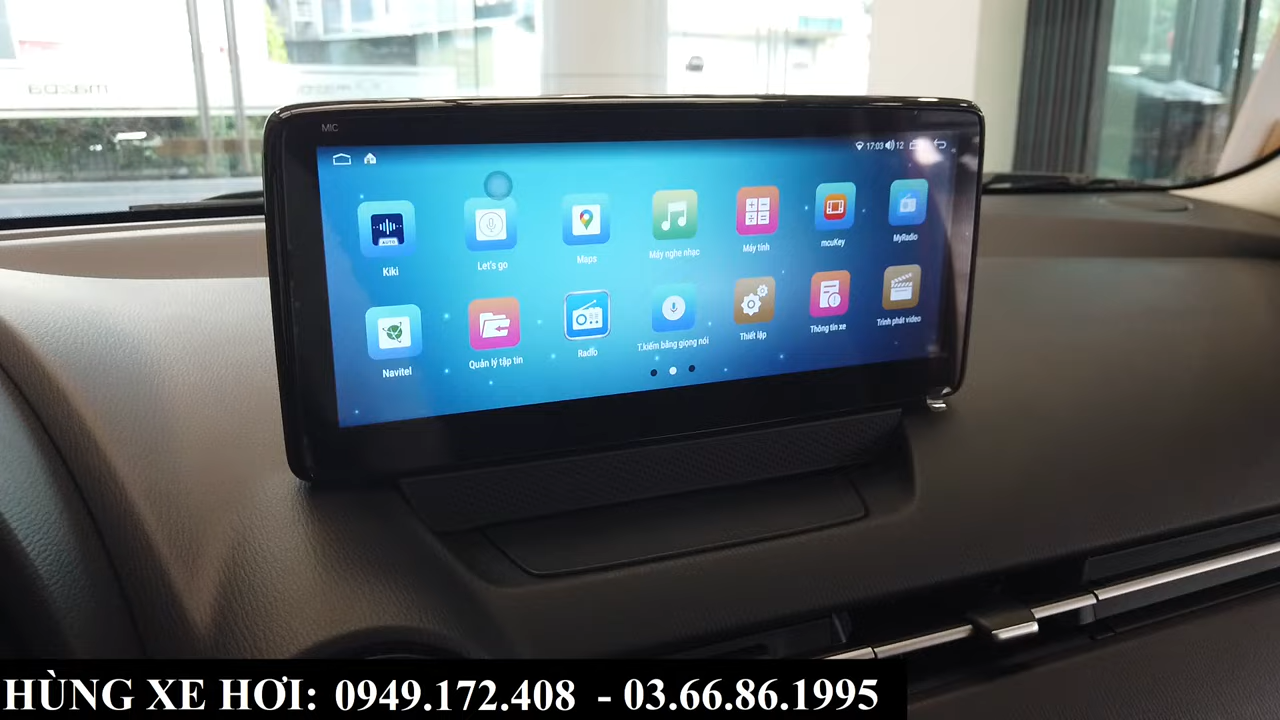 mazda
MIC
17:03 12
AUTO
Kiki
Let's go
Maps
Máy nghe nhạc
Máy tính
mcuKey
MyRadio
Navitel
Quản lý tập tin
Radio
T.kiếm bằng giọng nói
Thiết lập
Thông tin xe
Trình phát video
HÙNG XE HƠI: 0949.172.408 - 03.66.86.1995